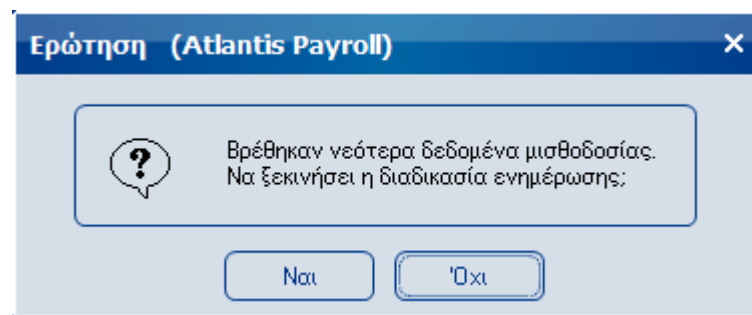 Ερώτηση (Atlantis Payroll)
Βρέθηκαν νεότερα δεδομένα μισθοδοσίας.
Να ξεκινήσει η διαδικασία ενημέρωσης;
Ναι Όχι